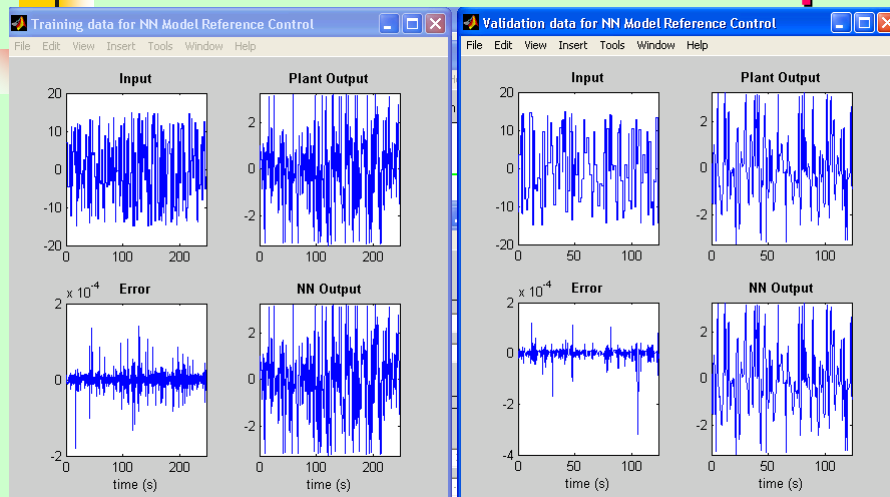 Training data for NN Model Reference Control
File Edit View Insert Tools Window Help
Input
20
10
0
-10
-20
0 100 200
Plant Output
2
0
-2
0 100 200
Error
x 10^-4
2
0
-2
0 100 200
time (s)
NN Output
2
0
-2
0 100 200
time (s)
Validation data for NN Model Reference Control
File Edit View Insert Tools Window Help
Input
20
10
0
-10
-20
0 50 100
Plant Output
2
0
-2
0 50 100
Error
x 10^-4
2
0
-2
-4
0 50 100
time (s)
NN Output
2
0
-2
0 50 100
time (s)